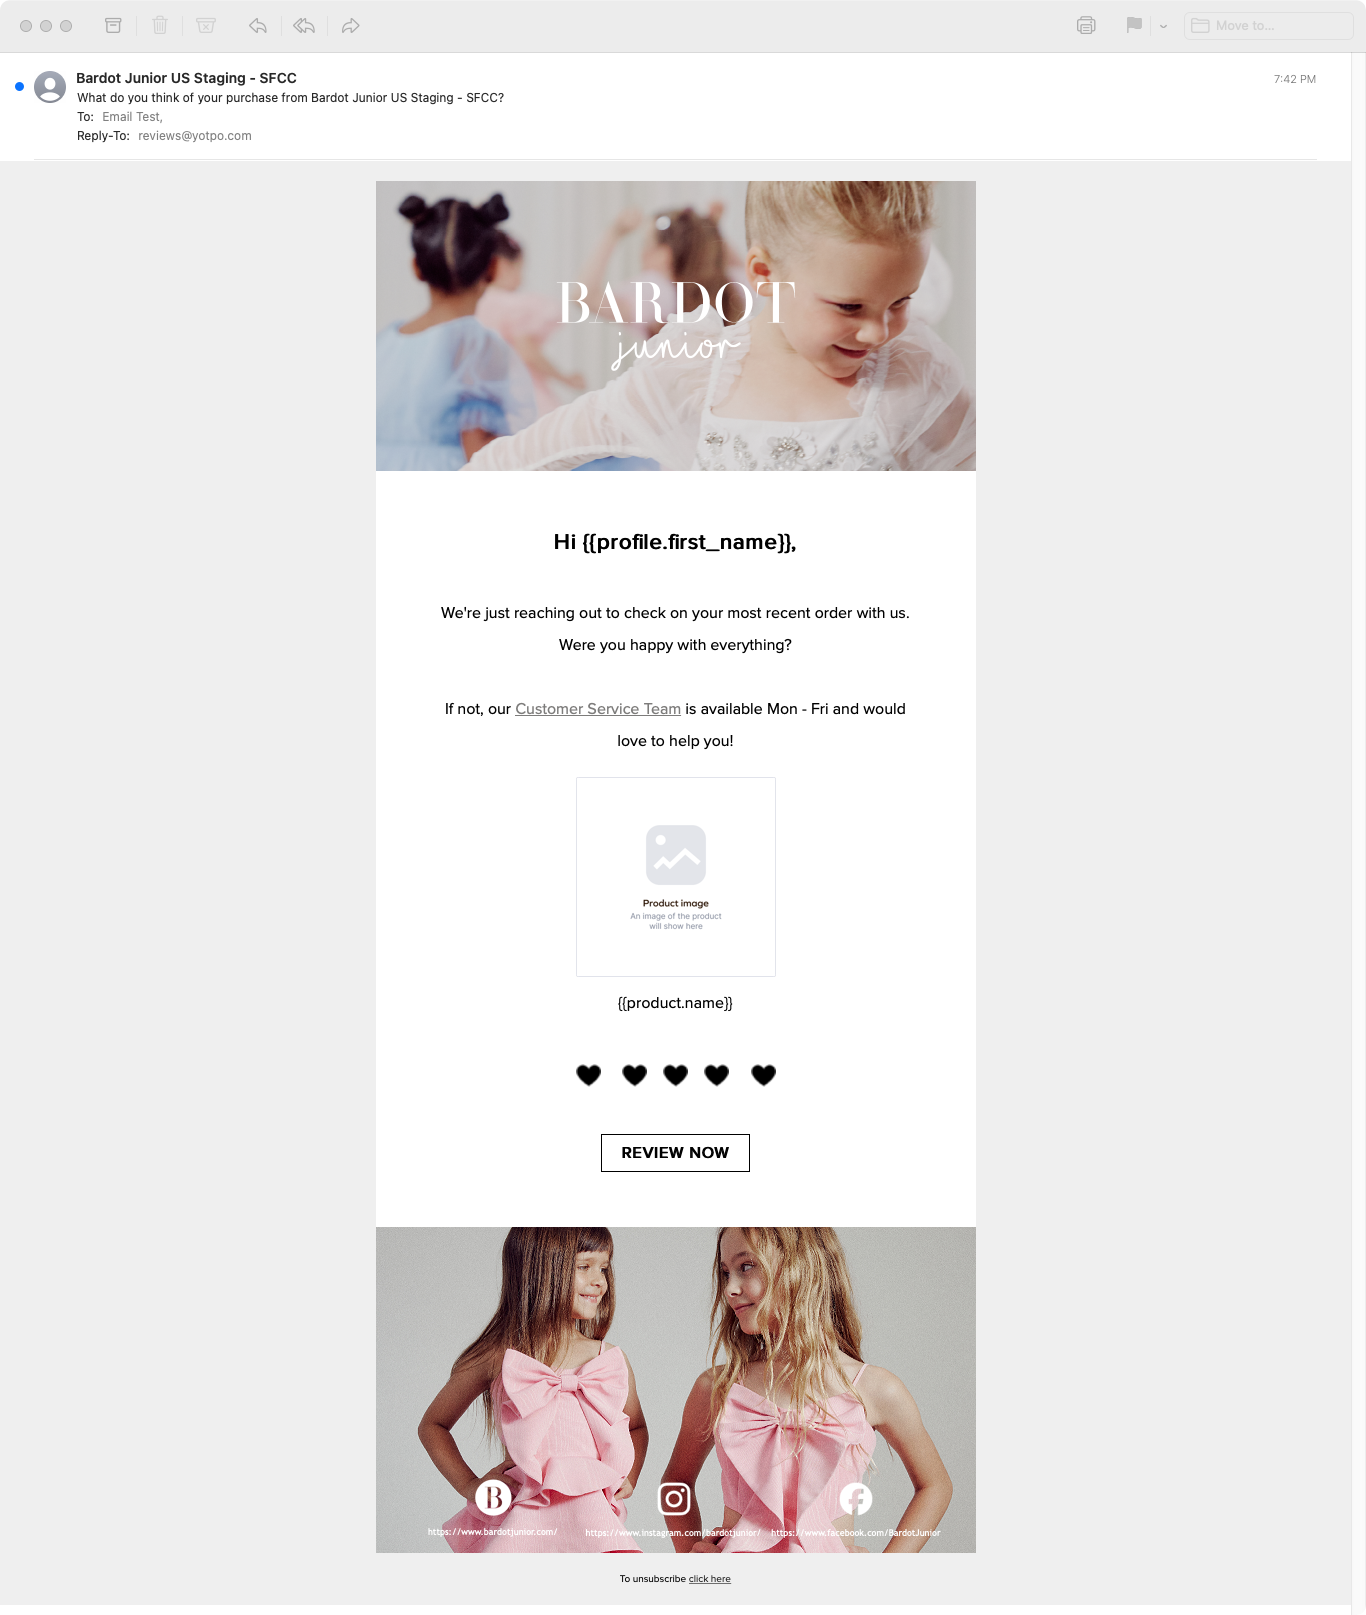 Move to...
Bardot Junior US Staging - SFCC
7:42 PM
What do you think of your purchase from Bardot Junior US Staging - SFCC?
To: Email Test,
Reply-To: reviews@yotpo.com
BARDOT
junior
Hi {{profile.first_name}},
We're just reaching out to check on your most recent order with us.
Were you happy with everything?
If not, our Customer Service Team is available Mon - Fri and would
love to help you!
Product image
An image of the product
will show here
{{product.name}}
REVIEW NOW
B
https://www.bardotjunior.com/
https://www.instagram.com/bardotjunior/
https://www.facebook.com/BardotJunior
To unsubscribe click here